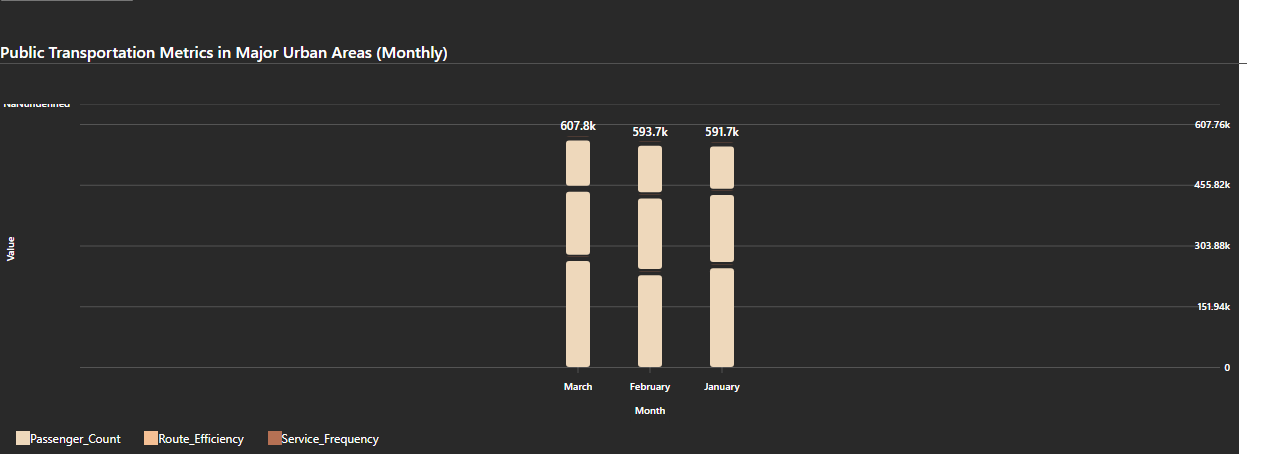 Public Transportation Metrics in Major Urban Areas (Monthly)
607.8k
593.7k
591.7k
607.76k
455.82k
303.88k
151.94k
0
Value
March
February
January
Month
Passenger_Count
Route_Efficiency
Service_Frequency